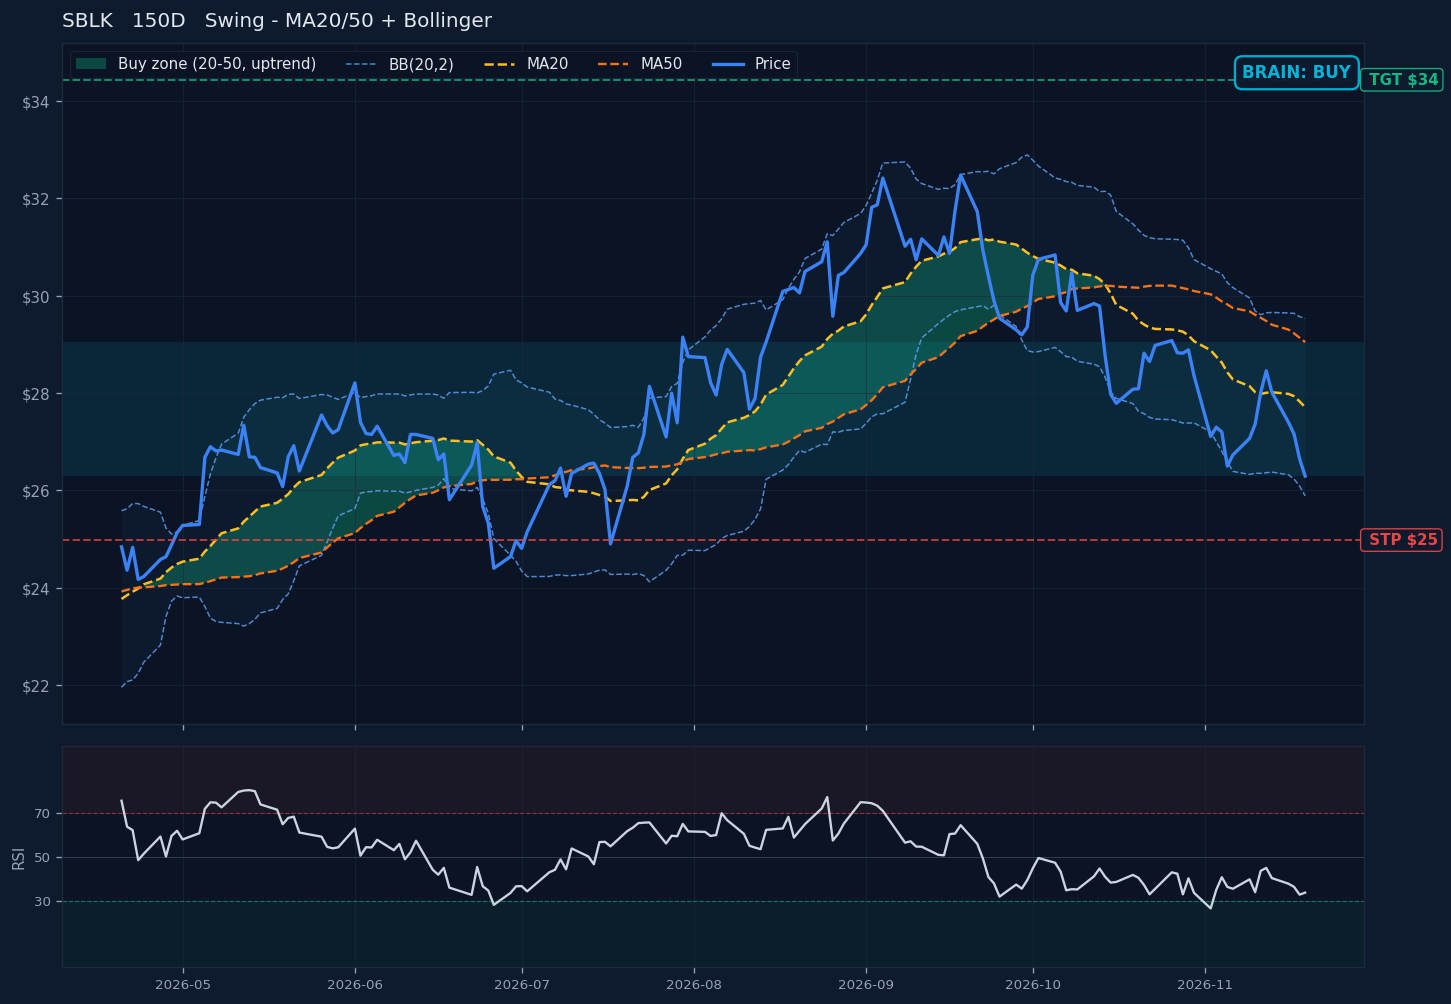 SBLK 150D Swing - MA20/50 + Bollinger
Buy zone (20-50, uptrend) BB(20,2) MA20 MA50 Price
BRAIN: BUY
TGT $34
$34
$32
$30
$28
$26
STP $25
$24
$22
70
50
30
RSI
2026-05 2026-06 2026-07 2026-08 2026-09 2026-10 2026-11